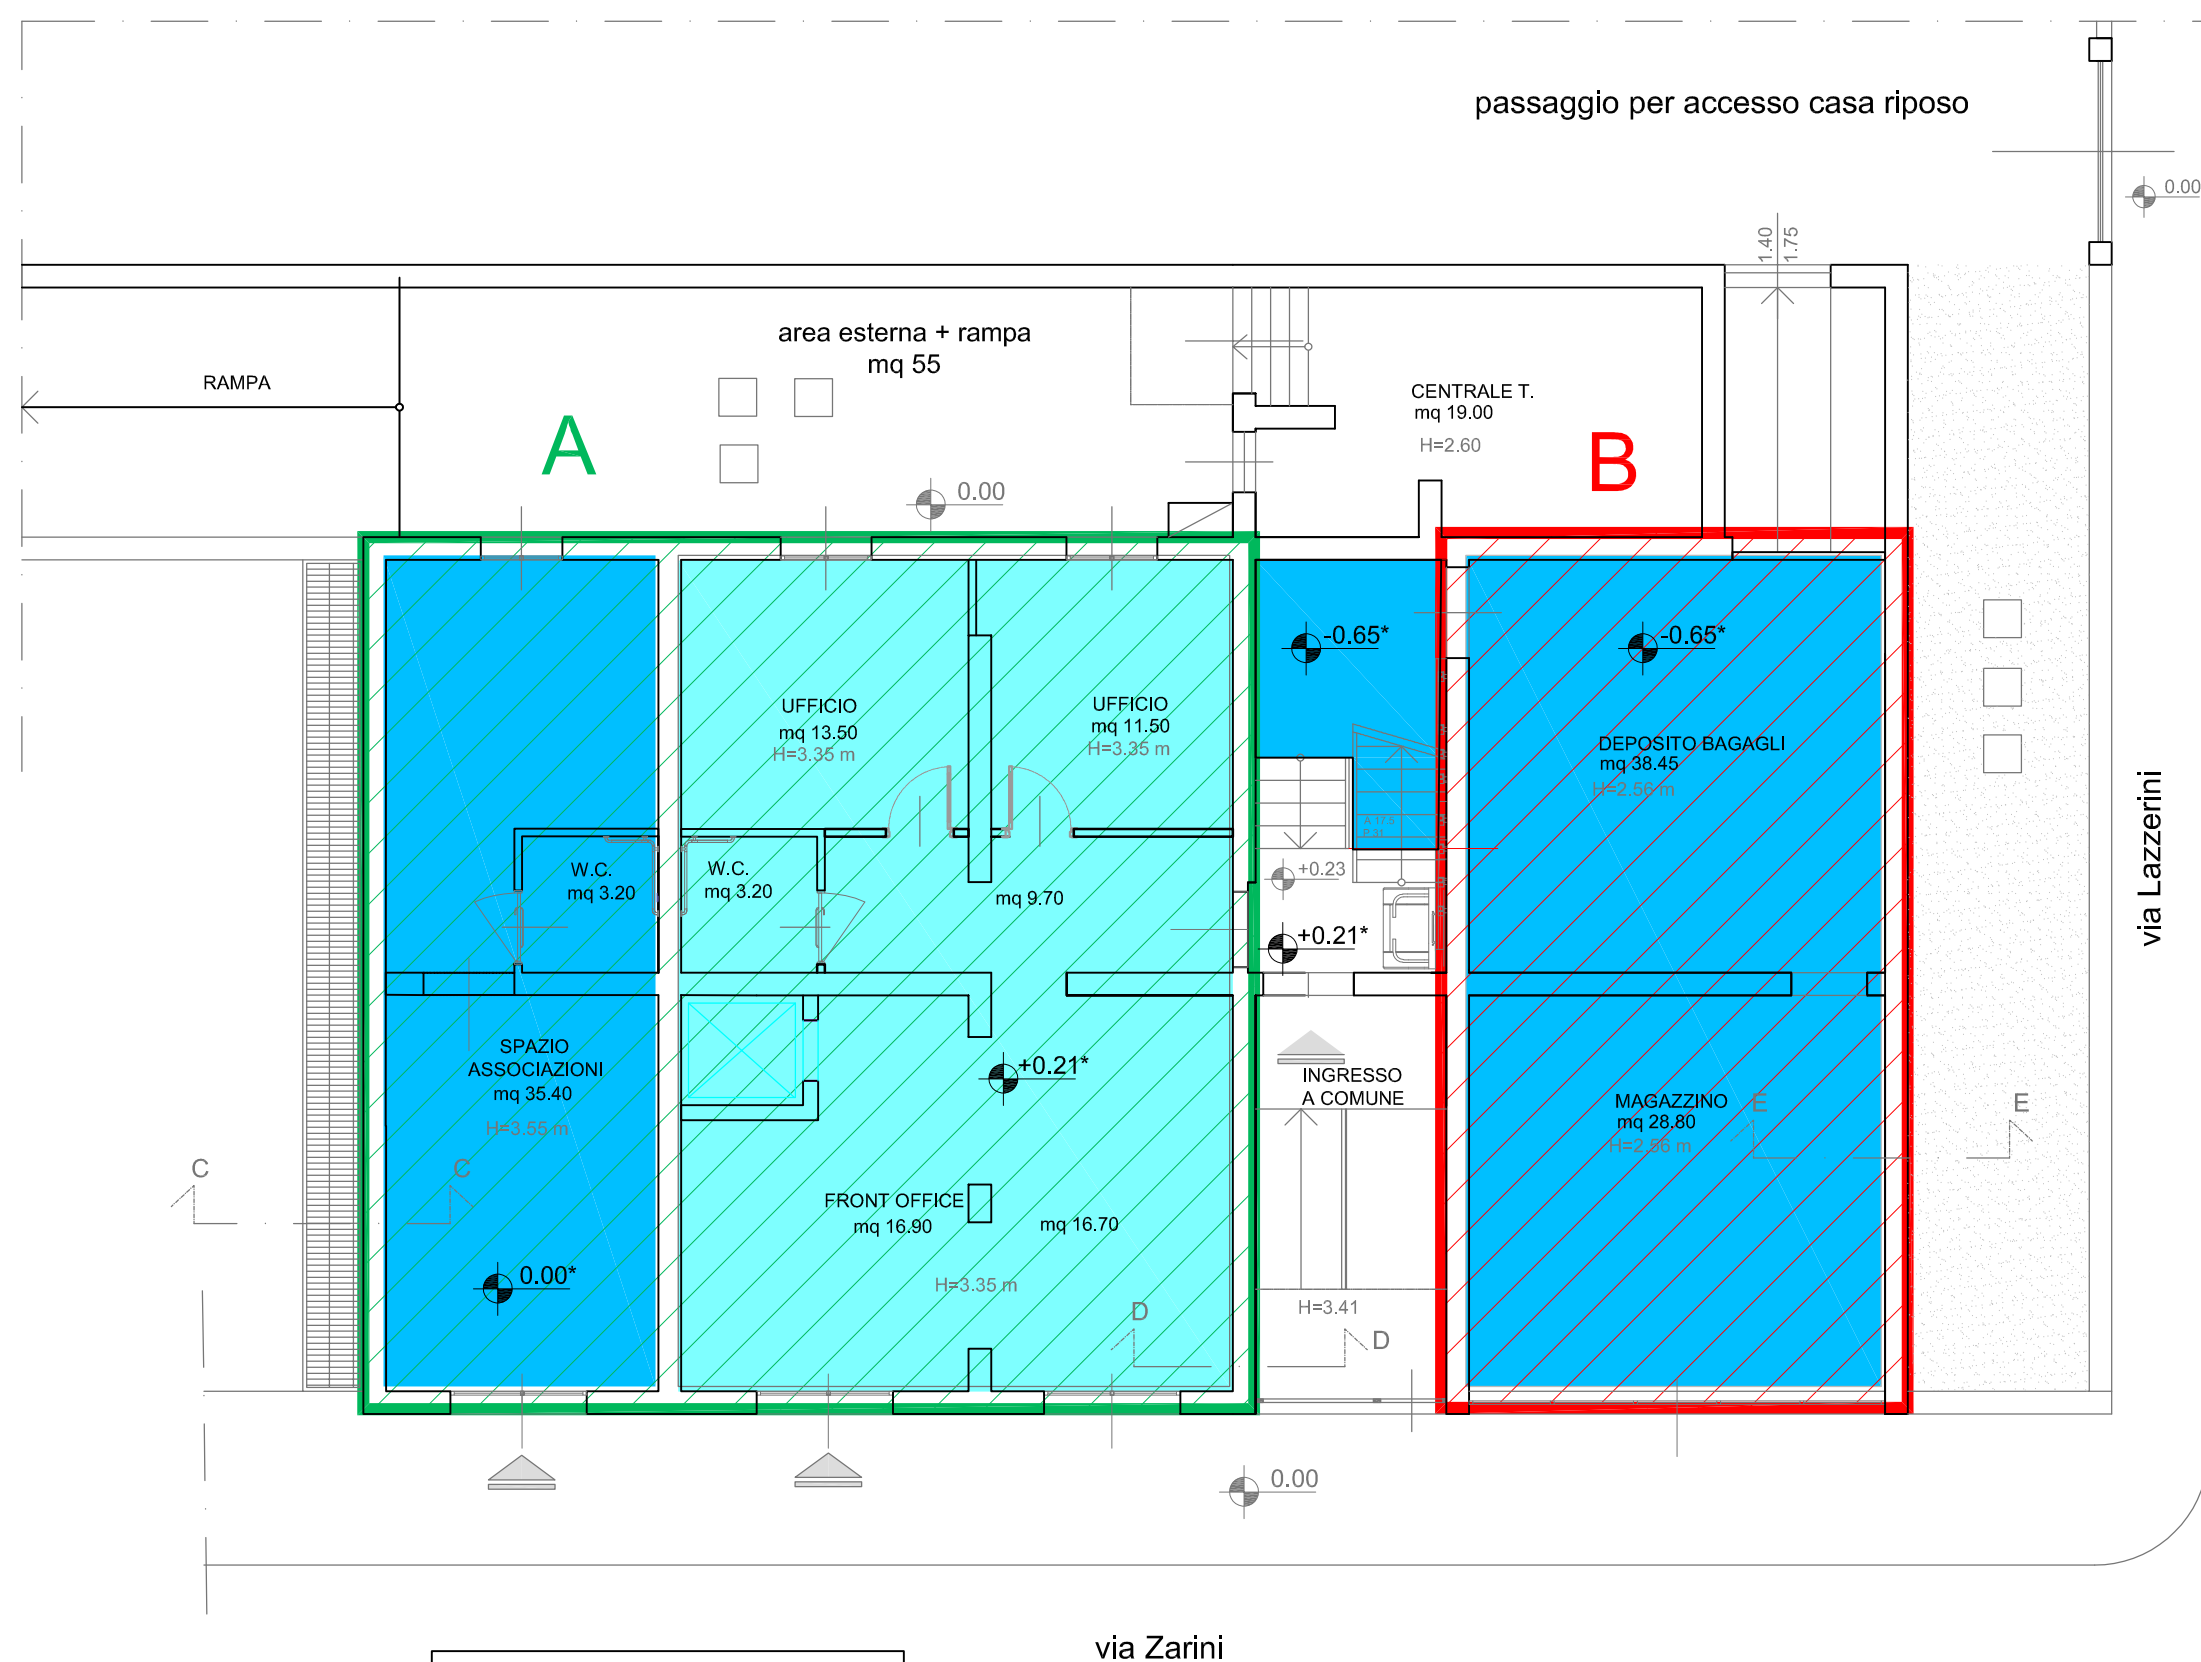 passaggio per accesso casa riposo
0.00
1.40
1.75
area esterna + rampa
mq 55
RAMPA
CENTRALE T.
mq 19.00
H=2.60
A
B
0.00
-0.65*
-0.65*
UFFICIO
mq 13.50
H=3.35 m
UFFICIO
mq 11.50
H=3.35 m
DEPOSITO BAGAGLI
mq 38.45
H=2.56 m
A 17.5
P 31
via Lazzerini
W.C.
mq 3.20
W.C.
mq 3.20
mq 9.70
+0.23
+0.21*
SPAZIO
ASSOCIAZIONI
mq 35.40
H=3.55 m
+0.21*
INGRESSO
A COMUNE
MAGAZZINO
mq 28.80
H=2.56 m
E
E
C
C
FRONT OFFICE
mq 16.90
mq 16.70
H=3.35 m
0.00*
D
D
H=3.41
0.00
via Zarini